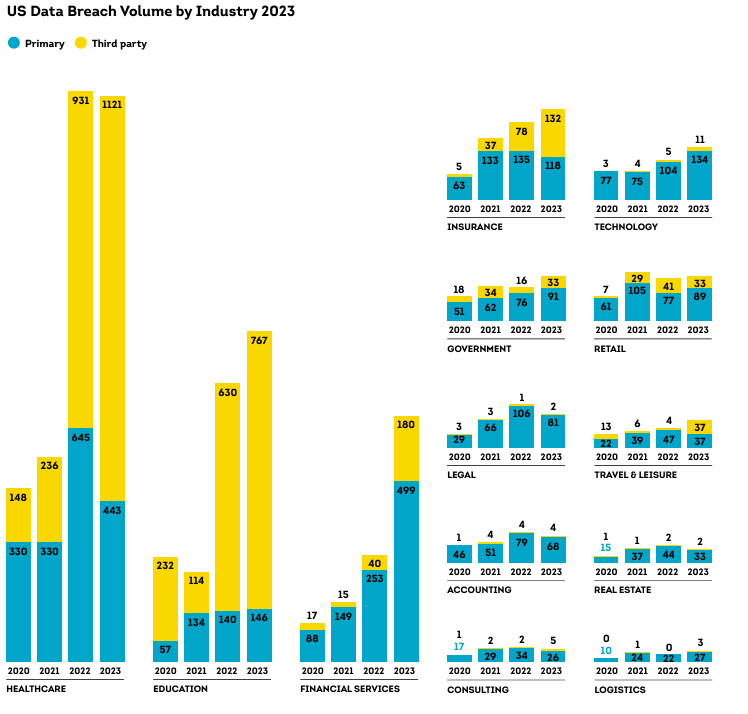 US Data Breach Volume by Industry 2023
Primary Third party
931 1121
148 236
645 443
330 330
2020 2021 2022 2023
HEALTHCARE
232 114 630 767
57 134 140 146
2020 2021 2022 2023
EDUCATION
17 15 40 180
88 149 253 499
2020 2021 2022 2023
FINANCIAL SERVICES
5 37 78 132
63 133 135 118
2020 2021 2022 2023
INSURANCE
3 4 5 11
77 75 104 134
2020 2021 2022 2023
TECHNOLOGY
18 34 16 33
51 62 76 91
2020 2021 2022 2023
GOVERNMENT
7 29 41 33
61 105 77 89
2020 2021 2022 2023
RETAIL
3 3 1 2
29 66 106 81
2020 2021 2022 2023
LEGAL
13 6 4 37
22 39 47 37
2020 2021 2022 2023
TRAVEL & LEISURE
1 4 4 4
46 51 79 68
2020 2021 2022 2023
ACCOUNTING
1 1 2 2
15 37 44 33
2020 2021 2022 2023
REAL ESTATE
1 2 2 5
17 29 34 26
2020 2021 2022 2023
CONSULTING
0 1 0 3
10 24 22 27
2020 2021 2022 2023
LOGISTICS